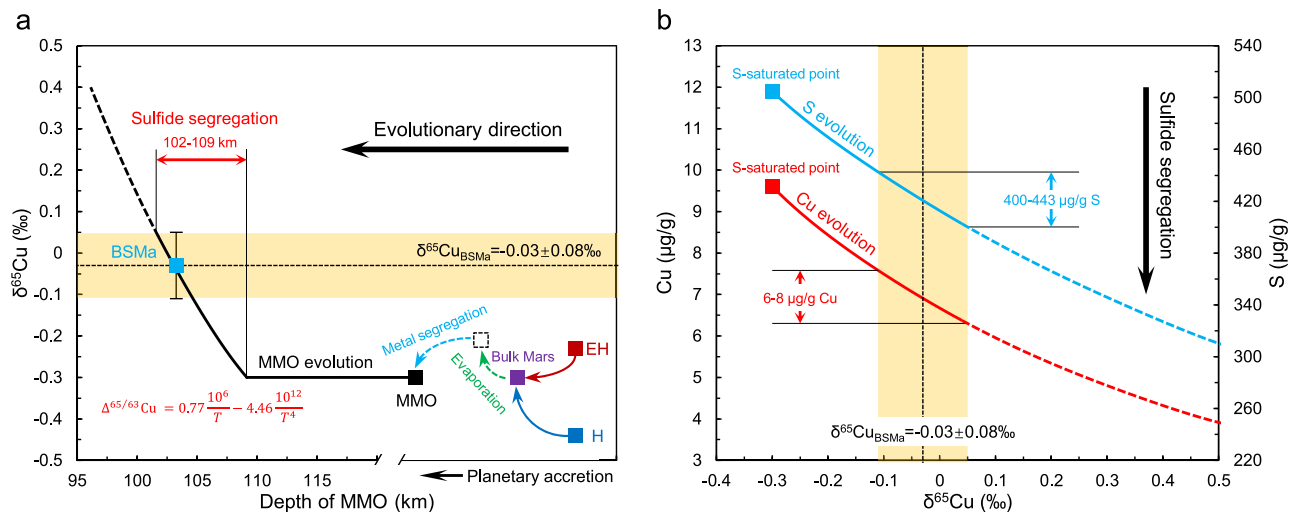 a
0.5
0.4
0.3
0.2
0.1
0
-0.1
-0.2
-0.3
-0.4
-0.5
δ⁶⁵Cu (‰)
95
100
105
110
115
Depth of MMO (km)
Sulfide segregation
102-109 km
Evolutionary direction
BSMa
δ⁶⁵Cu_BSMa=-0.03±0.08‰
MMO evolution
Metal segregation
Evaporation
Bulk Mars
EH
MMO
H
Δ^65/63 Cu = 0.77 10⁶/T − 4.46 10¹²/T⁴
Planetary accretion
b
13
12
11
10
9
8
7
6
5
4
3
Cu (µg/g)
540
500
460
420
380
340
300
260
220
S (µg/g)
-0.4
-0.3
-0.2
-0.1
0
0.1
0.2
0.3
0.4
0.5
δ⁶⁵Cu (‰)
S-saturated point
S evolution
S-saturated point
Cu evolution
400-443 µg/g S
6-8 µg/g Cu
Sulfide segregation
δ⁶⁵Cu_BSMa=-0.03±0.08‰